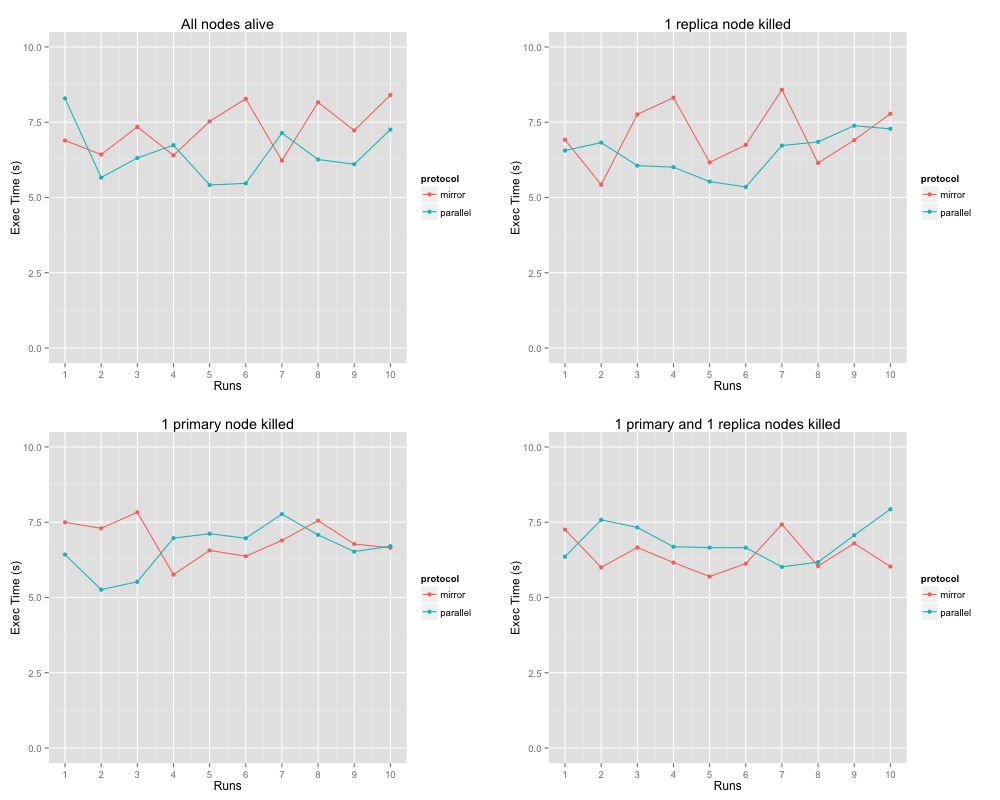 All nodes alive
10.0
7.5
5.0
2.5
0.0
Exec Time (s)
1 2 3 4 5 6 7 8 9 10
Runs
protocol
mirror
parallel
1 replica node killed
10.0
7.5
5.0
2.5
0.0
Exec Time (s)
1 2 3 4 5 6 7 8 9 10
Runs
protocol
mirror
parallel
1 primary node killed
10.0
7.5
5.0
2.5
0.0
Exec Time (s)
1 2 3 4 5 6 7 8 9 10
Runs
protocol
mirror
parallel
1 primary and 1 replica nodes killed
10.0
7.5
5.0
2.5
0.0
Exec Time (s)
1 2 3 4 5 6 7 8 9 10
Runs
protocol
mirror
parallel